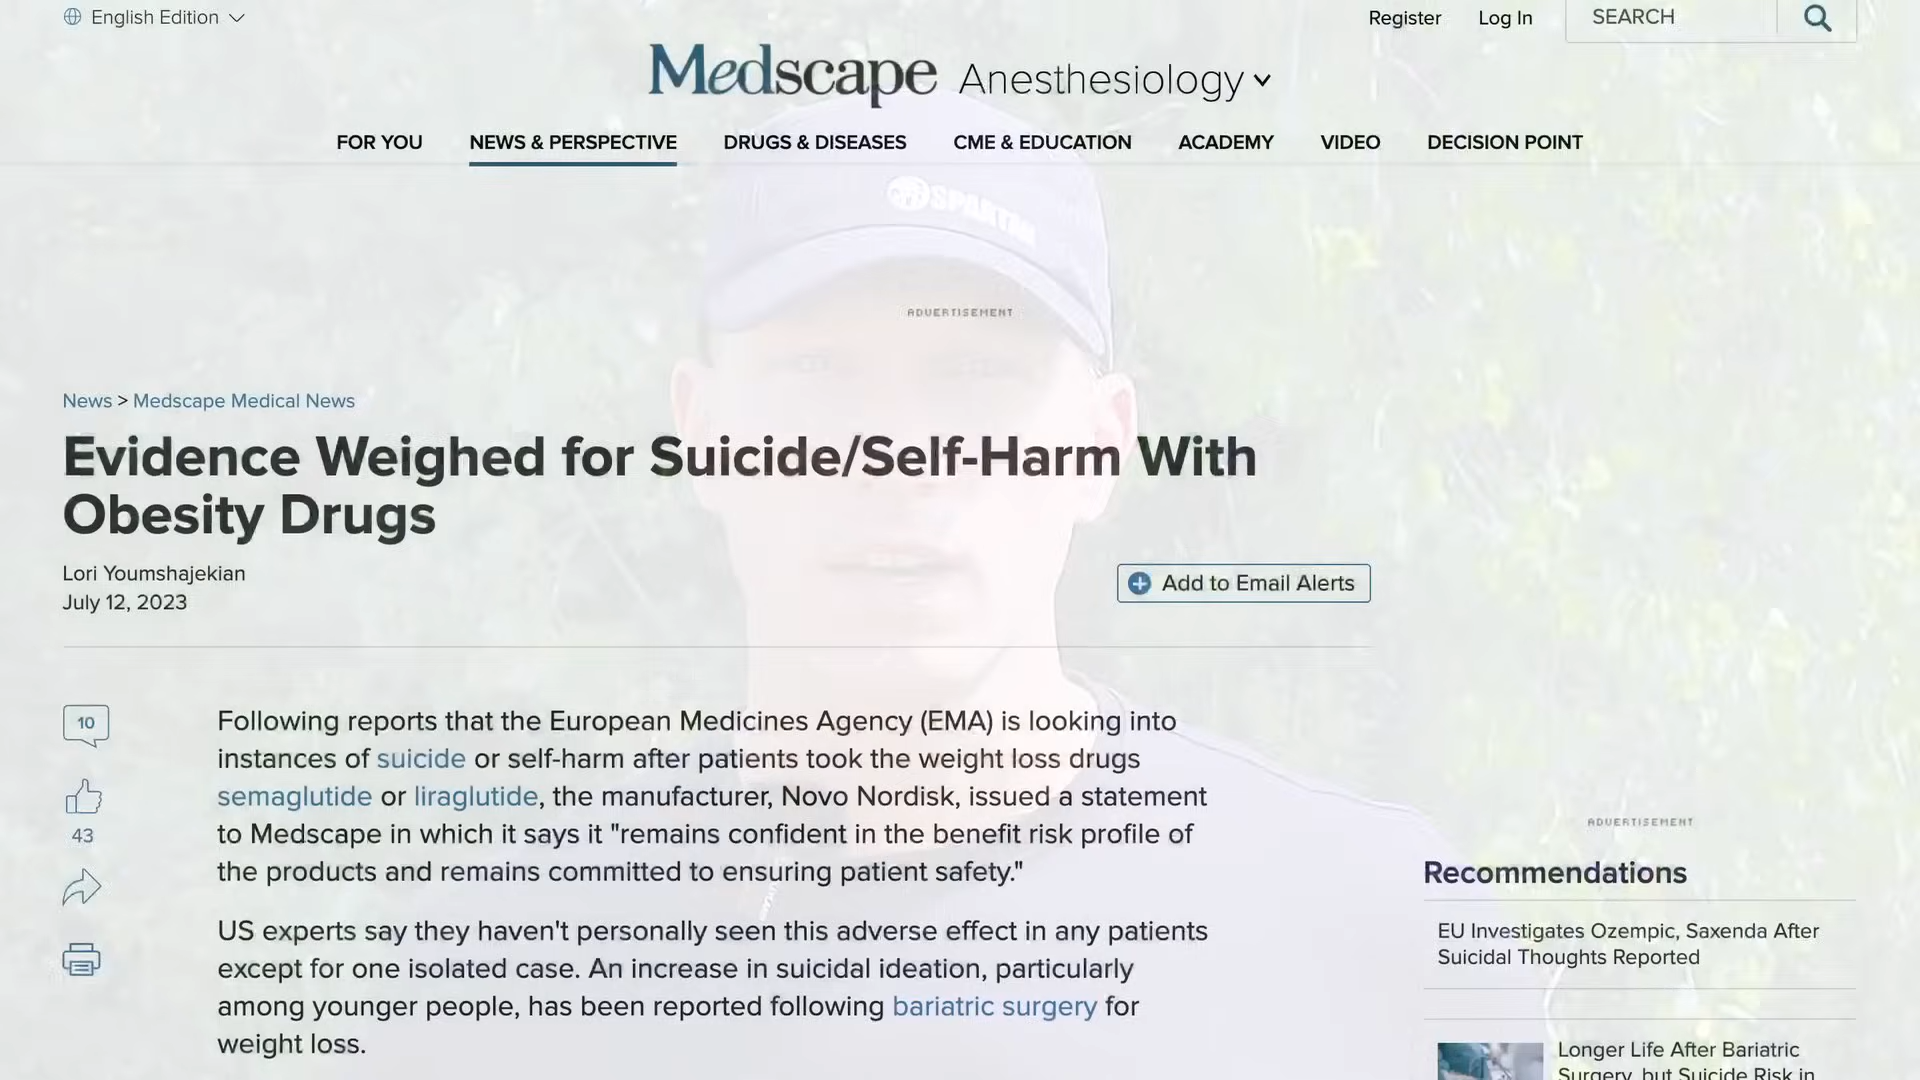 English Edition
Register
Log In
SEARCH
Medscape Anesthesiology
FOR YOU
NEWS & PERSPECTIVE
DRUGS & DISEASES
CME & EDUCATION
ACADEMY
VIDEO
DECISION POINT
SPARTAN
ADVERTISEMENT
News > Medscape Medical News
Evidence Weighed for Suicide/Self-Harm With
Obesity Drugs
Lori Youmshajekian
July 12, 2023
Add to Email Alerts
10
43
Following reports that the European Medicines Agency (EMA) is looking into
instances of suicide or self-harm after patients took the weight loss drugs
semaglutide or liraglutide, the manufacturer, Novo Nordisk, issued a statement
to Medscape in which it says it "remains confident in the benefit risk profile of
the products and remains committed to ensuring patient safety."
US experts say they haven't personally seen this adverse effect in any patients
except for one isolated case. An increase in suicidal ideation, particularly
among younger people, has been reported following bariatric surgery for
weight loss.
ADVERTISEMENT
Recommendations
EU Investigates Ozempic, Saxenda After
Suicidal Thoughts Reported
Longer Life After Bariatric
Surgery, but Suicide Risk in